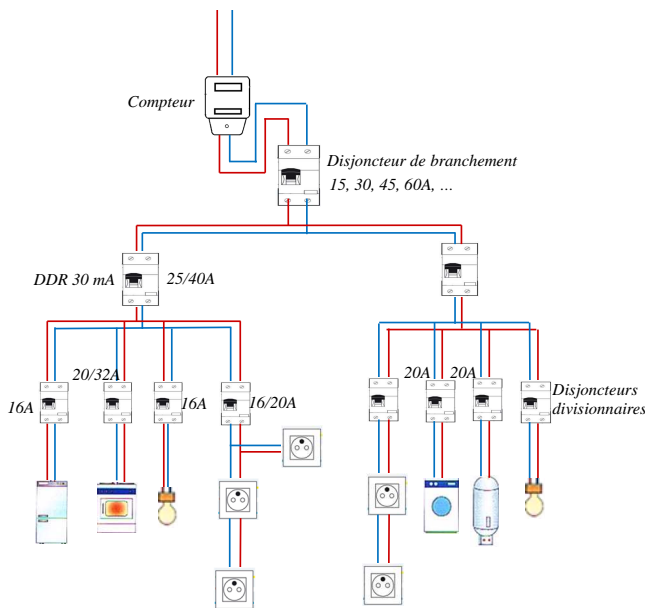 Compteur
Disjoncteur de branchement
15, 30, 45, 60A, ...
DDR 30 mA
25/40A
20/32A
16A
16A
16/20A
20A
20A
Disjoncteurs
divisionnaires